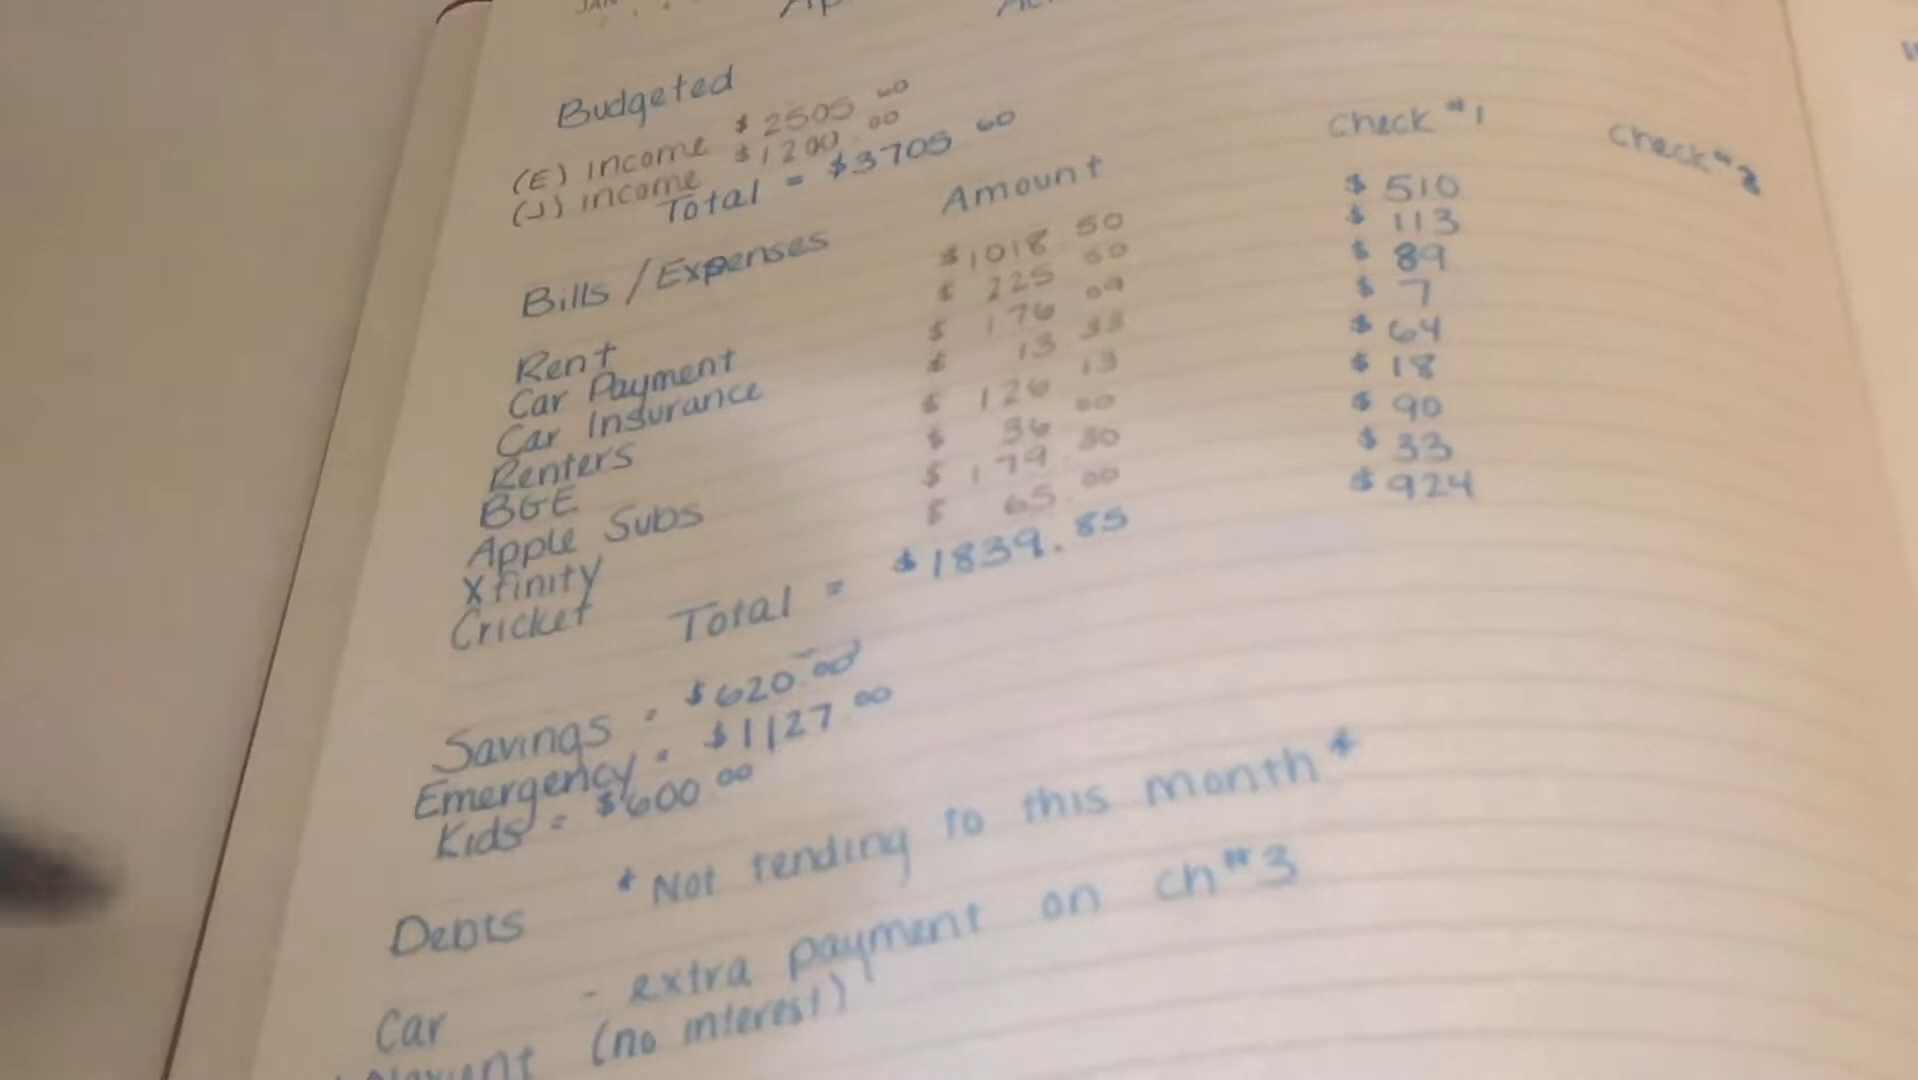 JAN
Budgeted
(E) income $2505 60
(J) income $1200.00
Total = $3705 60
Bills / Expenses Amount Check #1 Check #2
Rent $1018 50 $510
Car Payment $ 225 00 $ 113
Car Insurance $ 176 09 $ 89
Renters $ 13 33 $ 7
BGE $ 126 13 $ 64
Apple Subs $ 36 00 $ 18
Xfinity $ 179 80 $ 90
Cricket $ 65.00 $ 33
Total = $1839.85 $924
Savings = $620.00
Emergency = $1127 00
Kids = $600 00
Debts * Not tending to this month *
Car - extra payment on ch#3
(no interest)